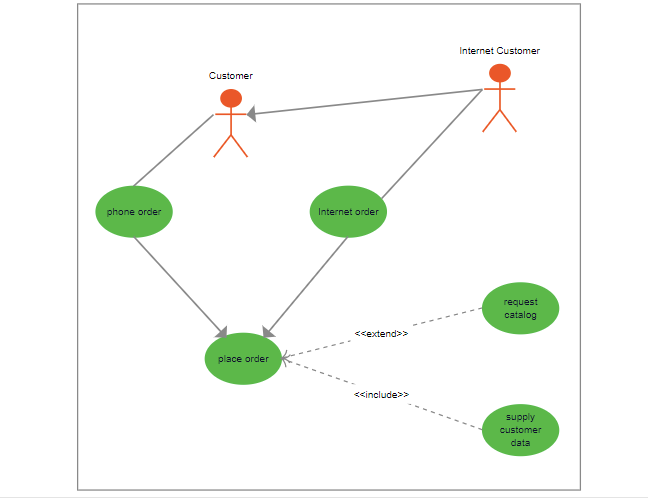 Internet Customer
Customer
phone order
Internet order
request
catalog
<<extend>>
place order
<<include>>
supply
customer
data